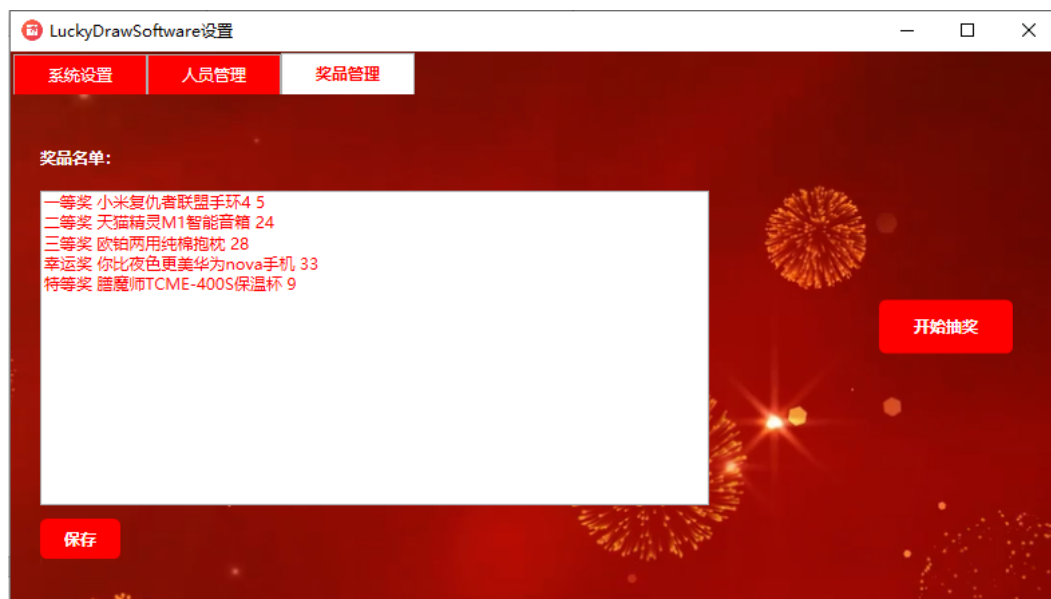 LuckyDrawSoftware设置
系统设置 人员管理 奖品管理
奖品名单：
一等奖 小米复仇者联盟手环4 5
二等奖 天猫精灵M1智能音箱 24
三等奖 欧铂两用纯棉抱枕 28
幸运奖 你比夜色更美华为nova手机 33
特等奖 膳魔师TCME-400S保温杯 9
开始抽奖
保存